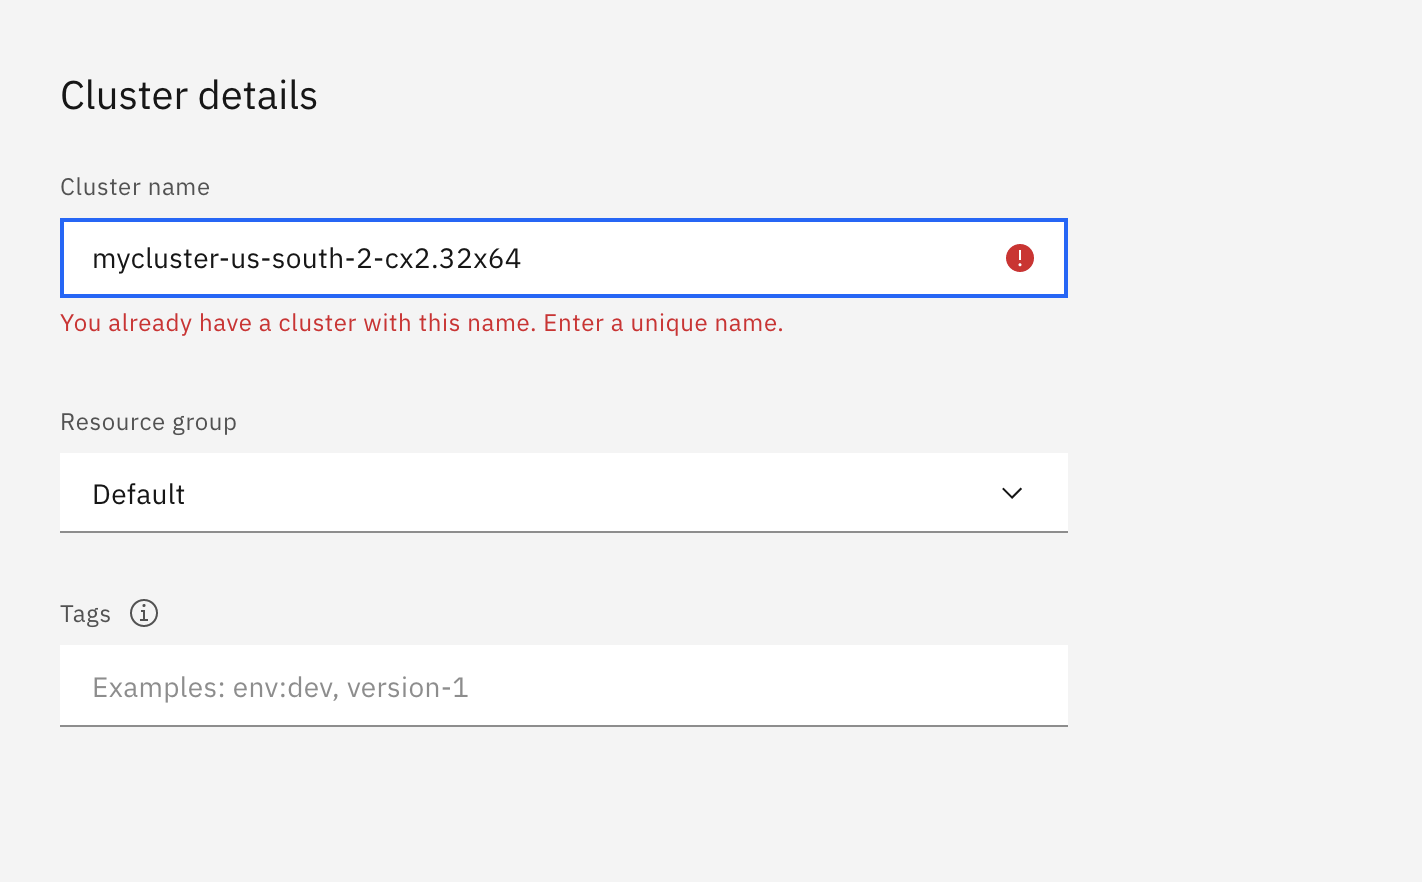 Cluster details
Cluster name
mycluster-us-south-2-cx2.32x64
You already have a cluster with this name. Enter a unique name.
Resource group
Default
Tags
Examples: env:dev, version-1